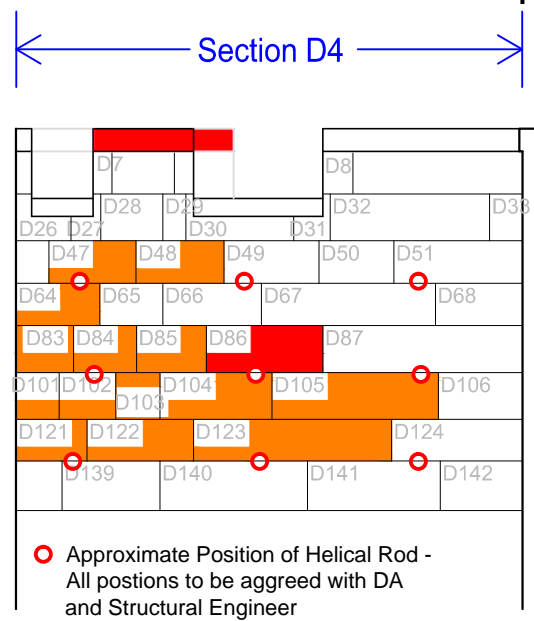 Section D4
D7 D8
D28 D29 D32 D33
D26 D27 D30 D31
D47 D48 D49 D50 D51
D64 D65 D66 D67 D68
D83 D84 D85 D86 D87
D101 D102 D104 D105 D106
D103
D121 D122 D123 D124
D139 D140 D141 D142
Approximate Position of Helical Rod -
All postions to be aggreed with DA
and Structural Engineer